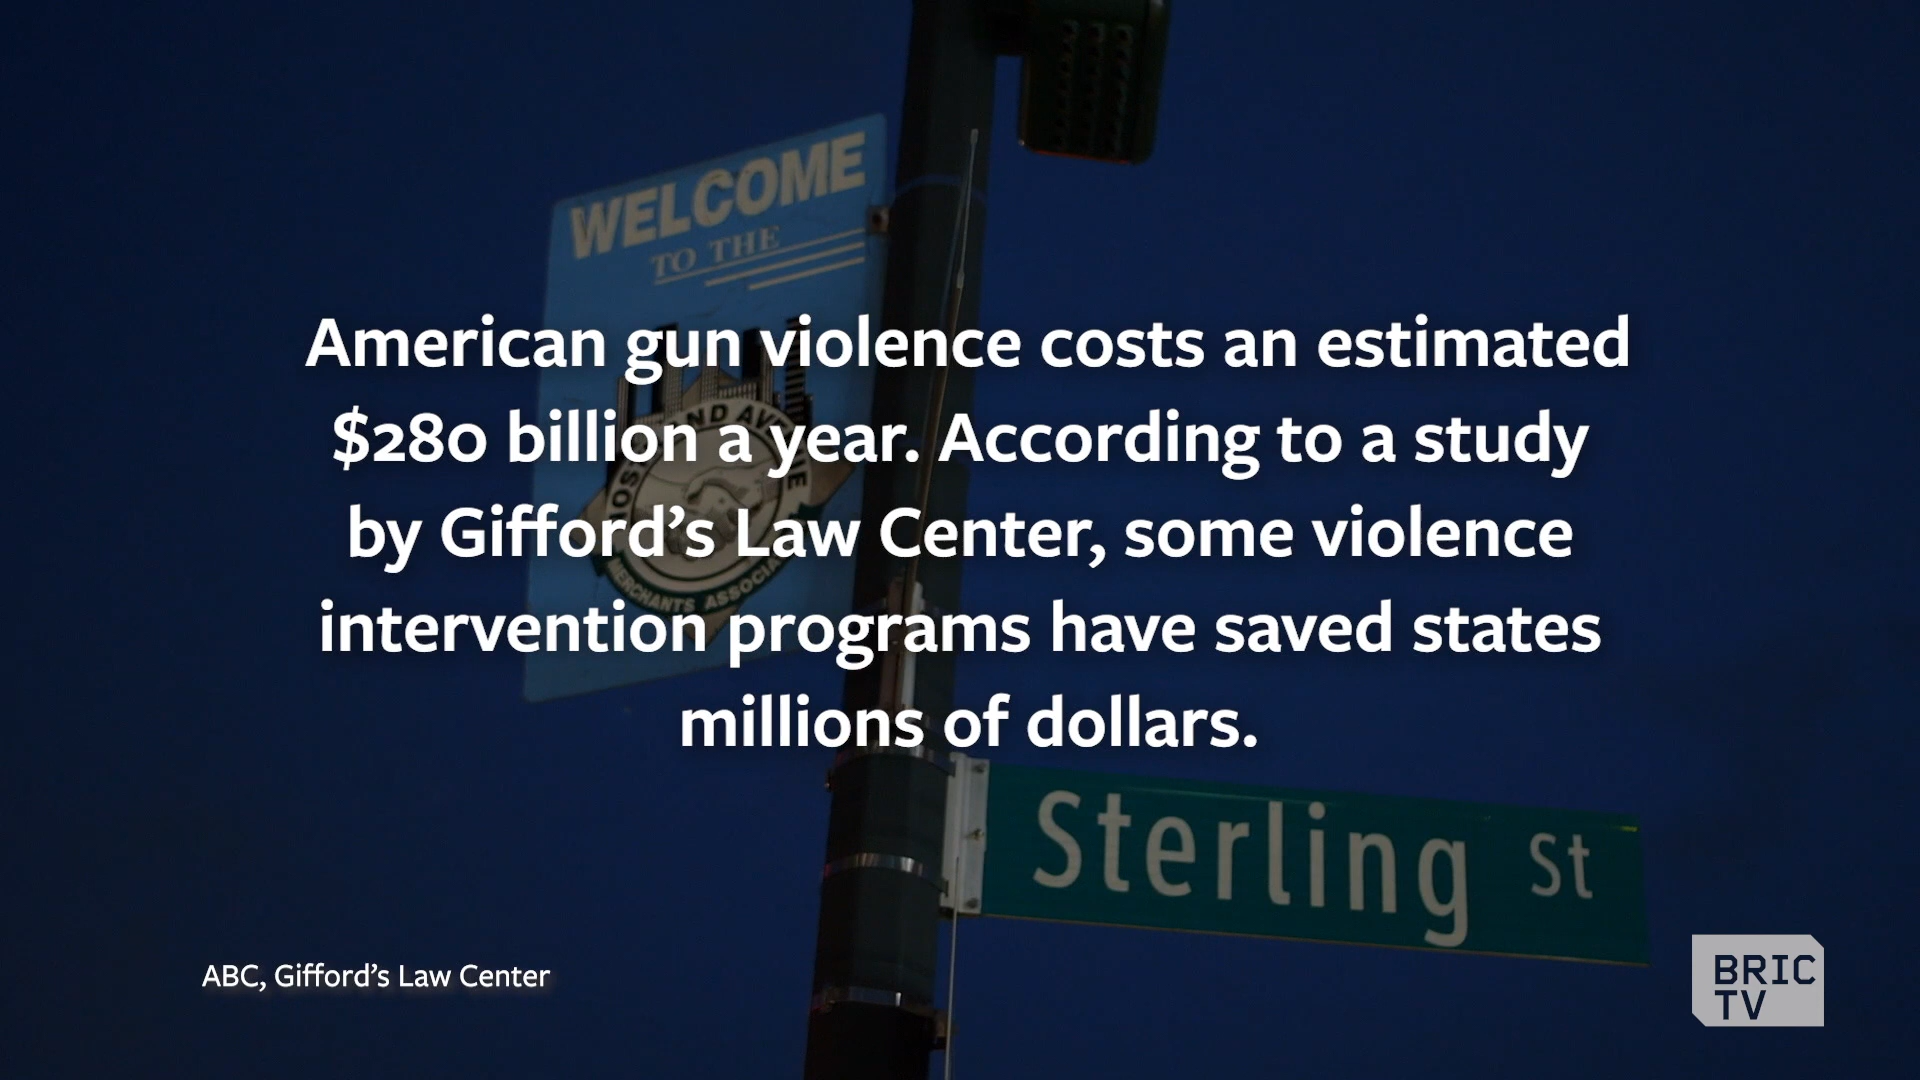 WELCOME
TO THE
American gun violence costs an estimated
$280 billion a year. According to a study
by Gifford’s Law Center, some violence
intervention programs have saved states
millions of dollars.
MERCHANTS
Sterling St
ABC, Gifford’s Law Center
BRIC
TV